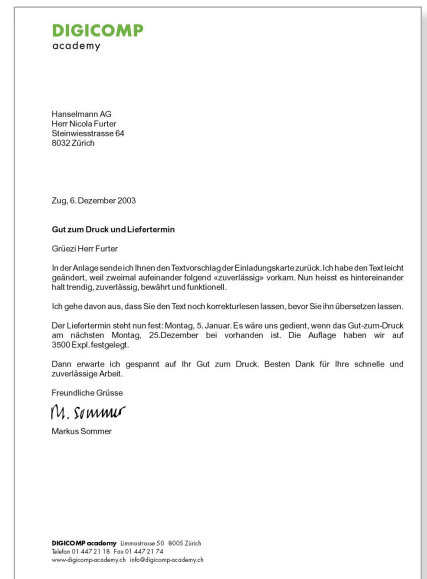 DIGICOMP
academy
Hanselmann AG
Herr Nicola Furter
Steinwiesstrasse 64
8032 Zürich
Zug, 6. Dezember 2003
Gut zum Druck und Liefertermin
Grüezi Herr Furter
In der Anlage sende ich Ihnen den Textvorschlag der Einladungskarte zurück. Ich habe den Text leicht
geändert, weil zweimal aufeinander folgend «zuverlässig» vorkam. Nun heisst es hintereinander
halt trendig, zuverlässig, bewährt und funktionell.
Ich gehe davon aus, dass Sie den Text noch korrekturlesen lassen, bevor Sie ihn übersetzen lassen.
Der Liefertermin steht nun fest: Montag, 5. Januar. Es wäre uns gedient, wenn das Gut-zum-Druck
am nächsten Montag, 25.Dezember bei vorhanden ist. Die Auflage haben wir auf
3500 Expl. festgelegt.
Dann erwarte ich gespannt auf Ihr Gut zum Druck. Besten Dank für Ihre schnelle und
zuverlässige Arbeit.
Freundliche Grüsse
M. Sommer
Markus Sommer
DIGICOMP academy Limmatstrasse 50 8005 Zürich
Telefon 01 447 21 18 Fax 01 447 21 74
www-digicomp-academy.ch info@digicomp-academy.ch